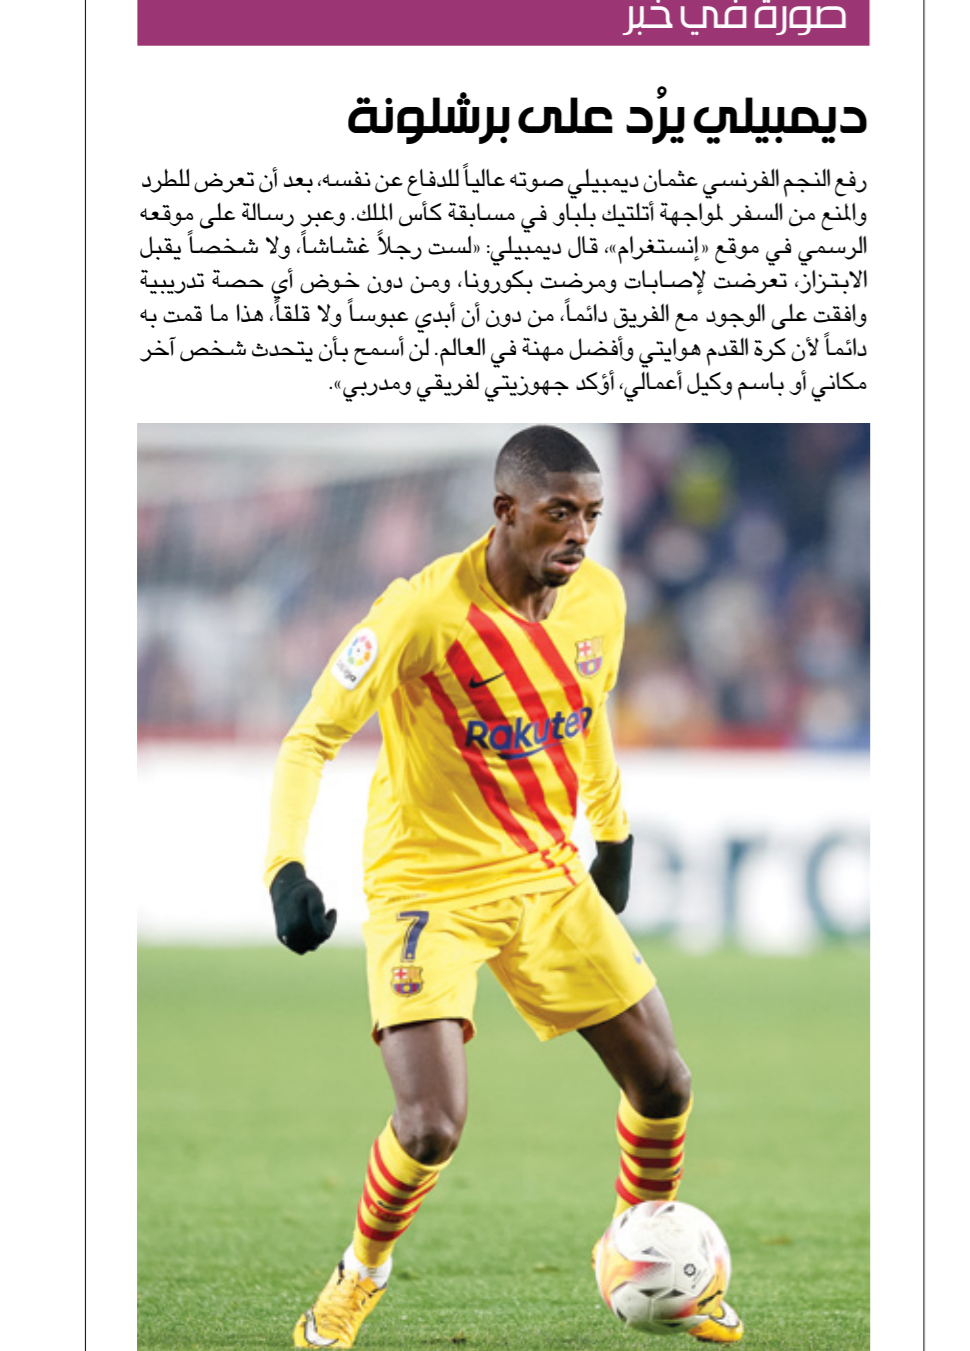 صورة في خبر
ديمبيلي يرُد على برشلونة
رفع النجم الفرنسي عثمان ديمبيلي صوته عالياً للدفاع عن نفسه، بعد أن تعرض للطرد
والمنع من السفر لمواجهة أتلتيك بلباو في مسابقة كأس الملك. وعبر رسالة على موقعه
الرسمي في موقع «إنستغرام»، قال ديمبيلي: «لست رجلاً غشاشاً، ولا شخصاً يقبل
الابتزاز، تعرضت لإصابات ومرضت بكورونا، ومن دون خوض أي حصة تدريبية
وافقت على الوجود مع الفريق دائماً، من دون أن أبدي عبوساً ولا قلقاً، هذا ما قمت به
دائماً لأن كرة القدم هوايتي وأفضل مهنة في العالم. لن أسمح بأن يتحدث شخص آخر
مكاني أو باسم وكيل أعمالي، أؤكد جهوزيتي لفريقي ومدربي».
LaLiga
Rakuten
7